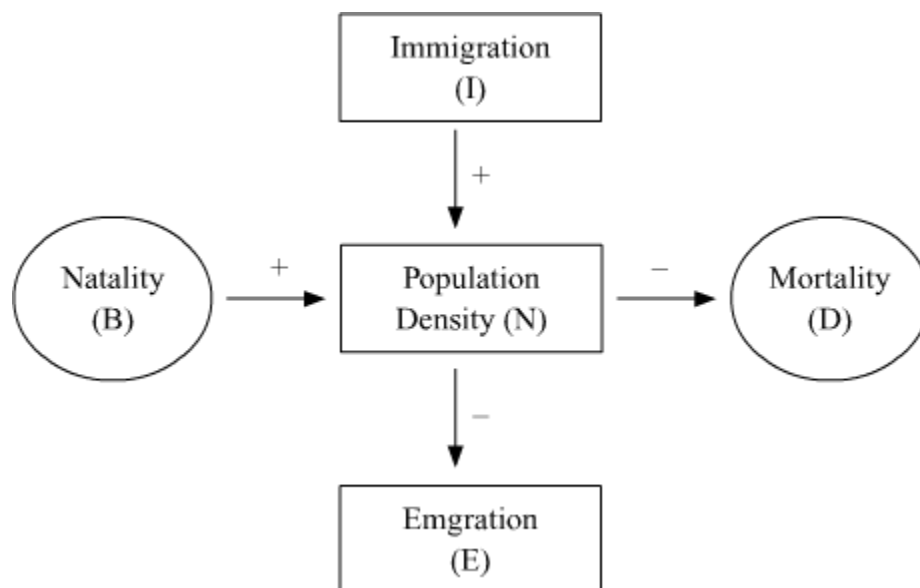 Immigration
(I)
+
Natality
(B)
+
Population
Density (N)
–
Mortality
(D)
–
Emgration
(E)